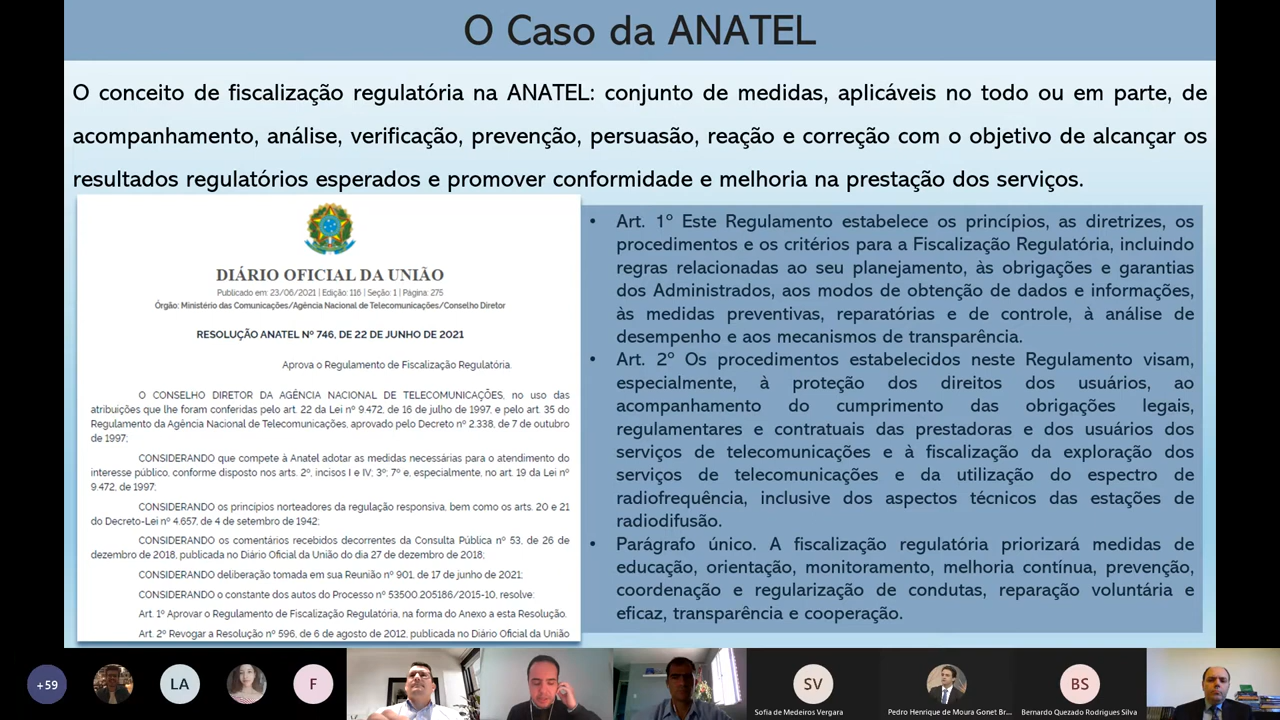 O Caso da ANATEL
O conceito de fiscalização regulatória na ANATEL: conjunto de medidas, aplicáveis no todo ou em parte, de
acompanhamento, análise, verificação, prevenção, persuasão, reação e correção com o objetivo de alcançar os
resultados regulatórios esperados e promover conformidade e melhoria na prestação dos serviços.
DIÁRIO OFICIAL DA UNIÃO
Publicado em: 23/06/2021 | Edição: 116 | Seção: 1 | Página: 275
Órgão: Ministério das Comunicações/Agência Nacional de Telecomunicações/Conselho Diretor
RESOLUÇÃO ANATEL Nº 746, DE 22 DE JUNHO DE 2021
Aprova o Regulamento de Fiscalização Regulatória.
O CONSELHO DIRETOR DA AGÊNCIA NACIONAL DE TELECOMUNICAÇÕES, no uso das
atribuições que lhe foram conferidas pelo art. 22 da Lei nº 9.472, de 16 de julho de 1997, e pelo art. 35 do
Regulamento da Agência Nacional de Telecomunicações, aprovado pelo Decreto nº 2.338, de 7 de outubro
de 1997;
CONSIDERANDO que compete à Anatel adotar as medidas necessárias para o atendimento do
interesse público, conforme disposto nos arts. 2º, incisos I e IV; 3º; 7º e, especialmente, no art. 19 da Lei nº
9.472, de 1997;
CONSIDERANDO os princípios norteadores da regulação responsiva, bem como os arts. 20 e 21
do Decreto-Lei nº 4.657, de 4 de setembro de 1942;
CONSIDERANDO os comentários recebidos decorrentes da Consulta Pública nº 53, de 26 de
dezembro de 2018, publicada no Diário Oficial da União do dia 27 de dezembro de 2018;
CONSIDERANDO deliberação tomada em sua Reunião nº 901, de 17 de junho de 2021;
CONSIDERANDO o constante dos autos do Processo nº 53500.205186/2015-10, resolve:
Art. 1º Aprovar o Regulamento de Fiscalização Regulatória, na forma do Anexo a esta Resolução.
Art. 2º Revogar a Resolução nº 596, de 6 de agosto de 2012, publicada no Diário Oficial da União
• Art. 1º Este Regulamento estabelece os princípios, as diretrizes, os
procedimentos e os critérios para a Fiscalização Regulatória, incluindo
regras relacionadas ao seu planejamento, às obrigações e garantias
dos Administrados, aos modos de obtenção de dados e informações,
às medidas preventivas, reparatórias e de controle, à análise de
desempenho e aos mecanismos de transparência.
• Art. 2º Os procedimentos estabelecidos neste Regulamento visam,
especialmente, à proteção dos direitos dos usuários, ao
acompanhamento do cumprimento das obrigações legais,
regulamentares e contratuais das prestadoras e dos usuários dos
serviços de telecomunicações e à fiscalização da exploração dos
serviços de telecomunicações e da utilização do espectro de
radiofrequência, inclusive dos aspectos técnicos das estações de
radiodifusão.
• Parágrafo único. A fiscalização regulatória priorizará medidas de
educação, orientação, monitoramento, melhoria contínua, prevenção,
coordenação e regularização de condutas, reparação voluntária e
eficaz, transparência e cooperação.
+59
LA
F
SV
Sofia de Medeiros Vergara
Pedro Henrique de Moura Gonet Br...
BS
Bernardo Quezado Rodrigues Silva